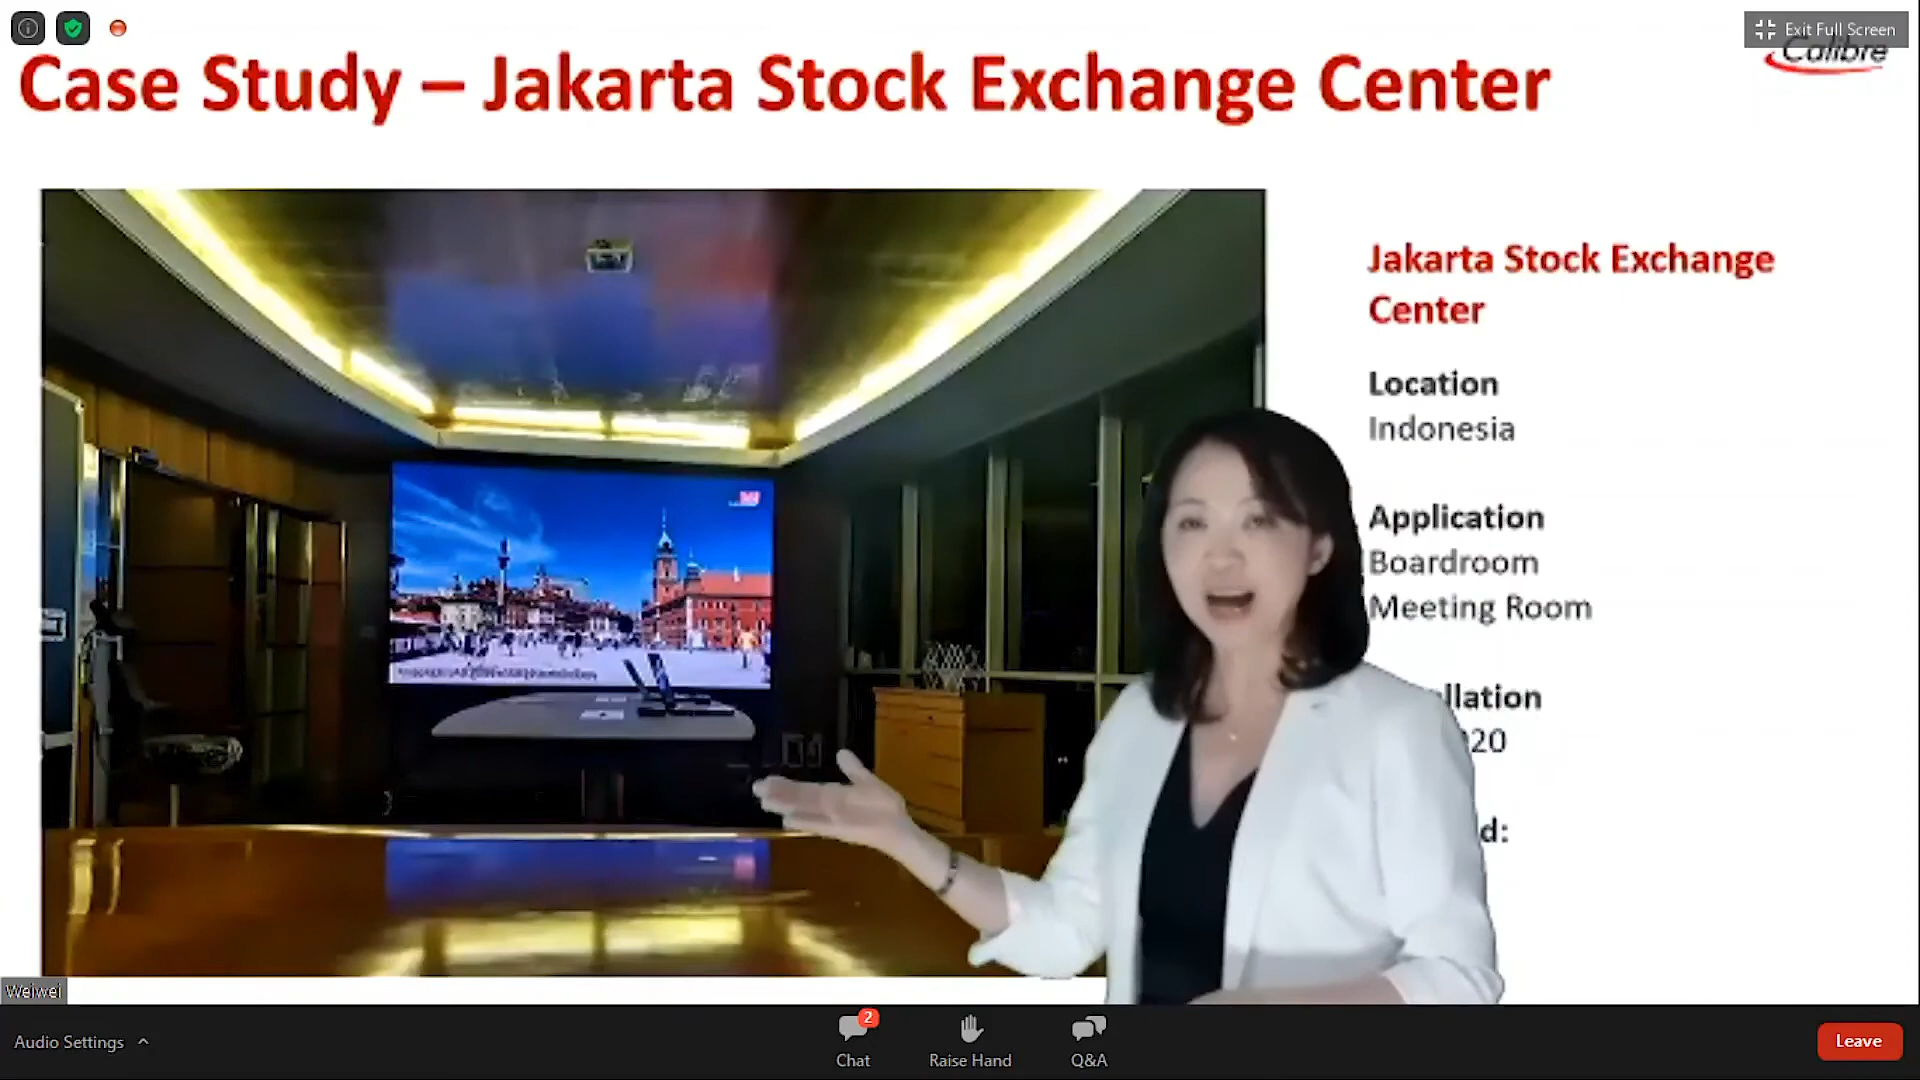 Exit Full Screen
Calibre
Case Study – Jakarta Stock Exchange Center
Jakarta Stock Exchange
Center
Location
Indonesia
Application
Boardroom
Meeting Room
llation
20
d:
Weiwei
Audio Settings
2
Chat
Raise Hand
Q&A
Leave